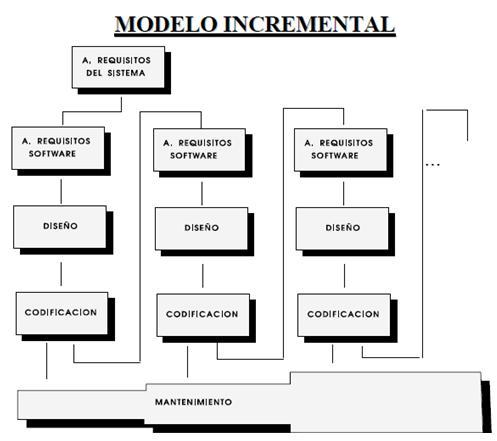 MODELO INCREMENTAL
A. REQUISITOS
DEL SISTEMA
A. REQUISITOS
SOFTWARE
A. REQUISITOS
SOFTWARE
A. REQUISITOS
SOFTWARE
...
DISEÑO
DISEÑO
DISEÑO
CODIFICACION
CODIFICACION
CODIFICACION
MANTENIMIENTO